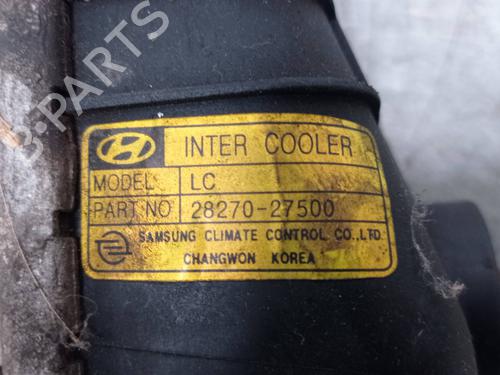 B-PARTS
INTER COOLER
MODEL LC
PART NO 28270-27500
SAMSUNG CLIMATE CONTROL CO.,LTD.
CHANGWON KOREA